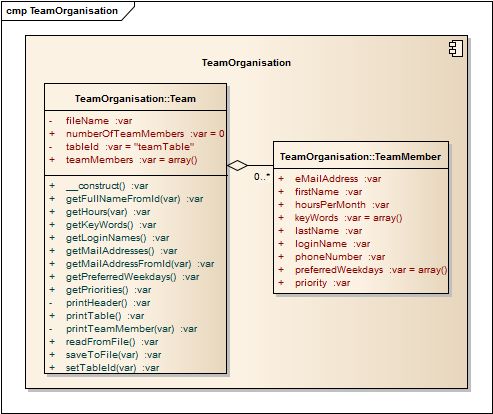 cmp TeamOrganisation
TeamOrganisation
TeamOrganisation::Team
- fileName :var
+ numberOfTeamMembers :var = 0
- tableId :var = "teamTable"
+ teamMembers :var = array()
+ __construct() :var
+ getFullNameFromId(var) :var
+ getHours(var) :var
+ getKeyWords() :var
+ getLoginNames() :var
+ getMailAddresses() :var
+ getMailAddressFromId(var) :var
+ getPreferredWeekdays() :var
+ getPriorities() :var
- printHeader() :var
+ printTable() :var
- printTeamMember(var) :var
+ readFromFile() :var
+ saveToFile(var) :var
+ setTableId(var) :var
0..*
TeamOrganisation::TeamMember
+ eMailAddress :var
+ firstName :var
+ hoursPerMonth :var
+ keyWords :var = array()
+ lastName :var
+ loginName :var
+ phoneNumber :var
+ preferredWeekdays :var = array()
+ priority :var